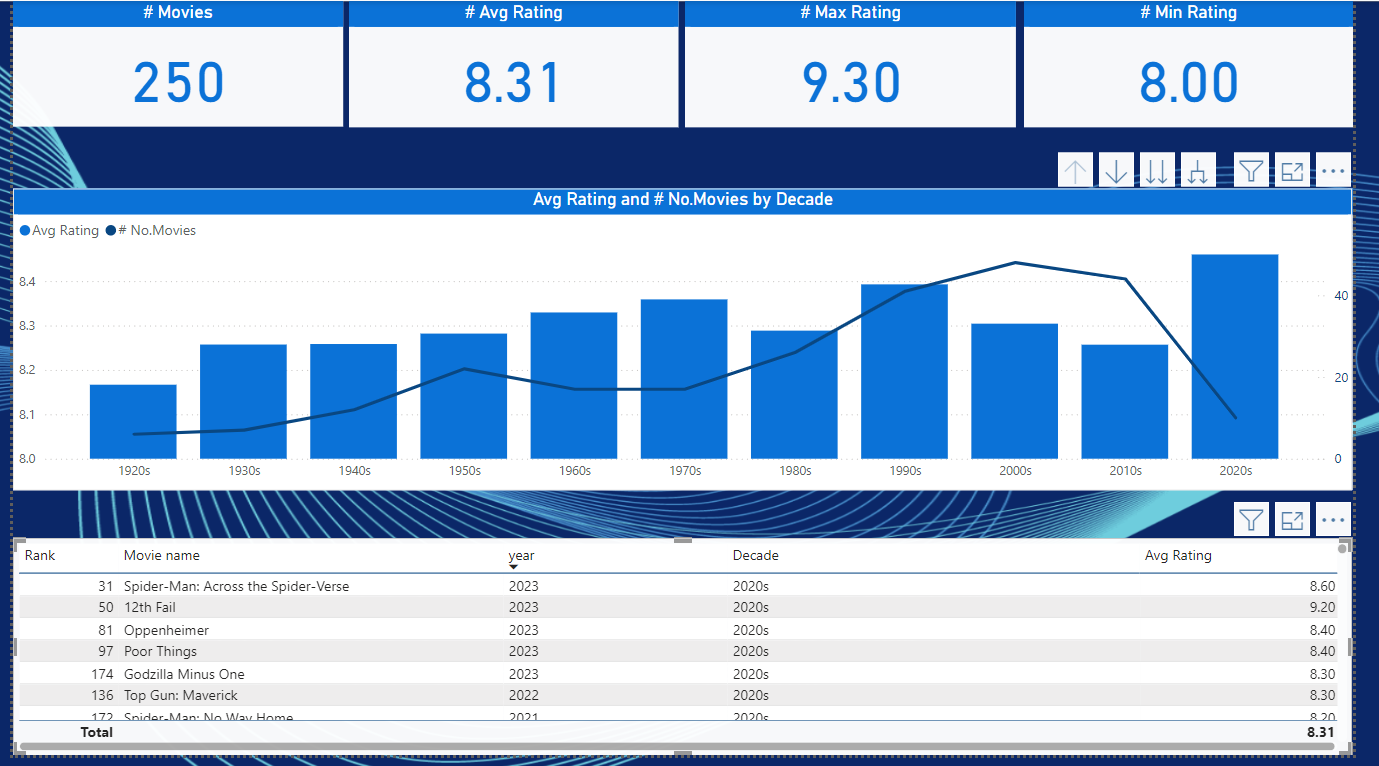 # Movies # Avg Rating # Max Rating # Min Rating
250 8.31 9.30 8.00
Avg Rating and # No.Movies by Decade
Avg Rating # No.Movies
8.4
40
8.3
8.2
20
8.1
8.0 0
1920s 1930s 1940s 1950s 1960s 1970s 1980s 1990s 2000s 2010s 2020s
Rank Movie name year Decade Avg Rating
31 Spider-Man: Across the Spider-Verse 2023 2020s 8.60
50 12th Fail 2023 2020s 9.20
81 Oppenheimer 2023 2020s 8.40
97 Poor Things 2023 2020s 8.40
174 Godzilla Minus One 2023 2020s 8.30
136 Top Gun: Maverick 2022 2020s 8.30
172 Spider-Man: No Way Home 2021 2020s 8.20
Total 8.31